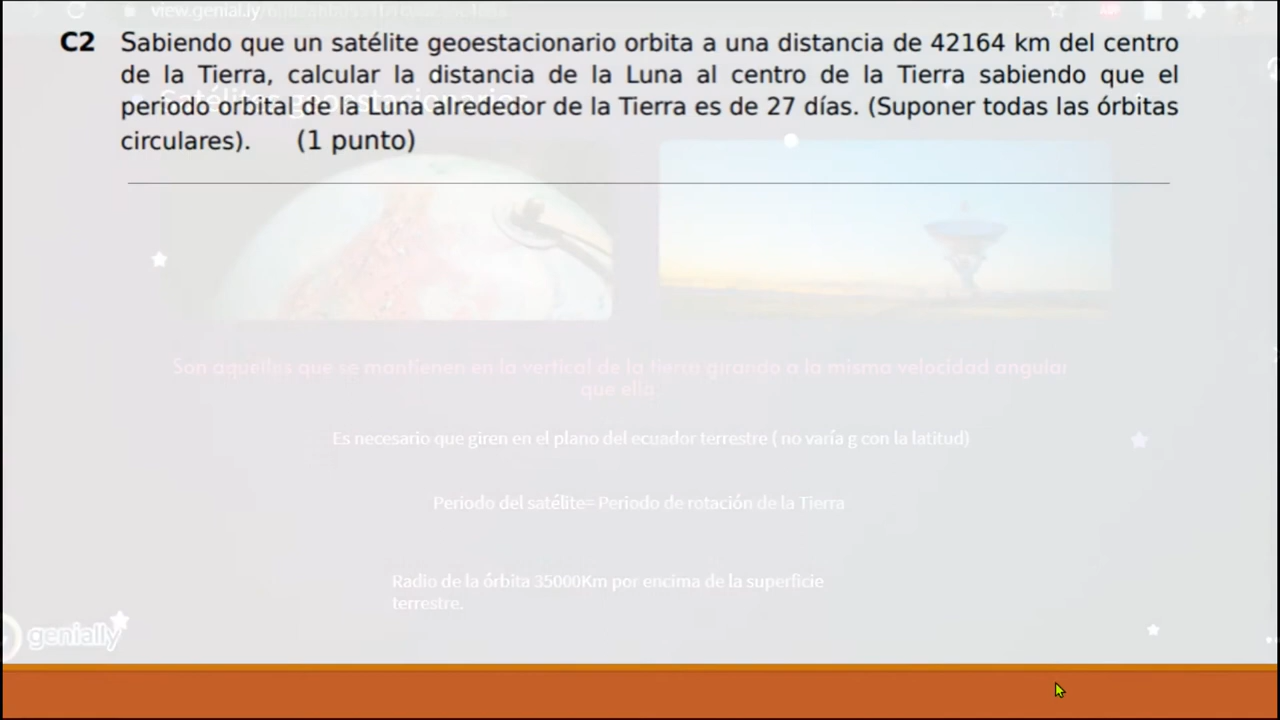 view.genial.ly/
C2 Sabiendo que un satélite geoestacionario orbita a una distancia de 42164 km del centro
de la Tierra, calcular la distancia de la Luna al centro de la Tierra sabiendo que el
Satélites geoestacionarios
periodo orbital de la Luna alrededor de la Tierra es de 27 días. (Suponer todas las órbitas
circulares). (1 punto)
Son aquellos que se mantienen en la vertical de la tierra girando a la misma velocidad angular
que ella
Es necesario que giren en el plano del ecuador terrestre ( no varía g con la latitud)
Periodo del satélite= Periodo de rotación de la Tierra
Radio de la órbita 35000Km por encima de la superficie
terrestre.
genially